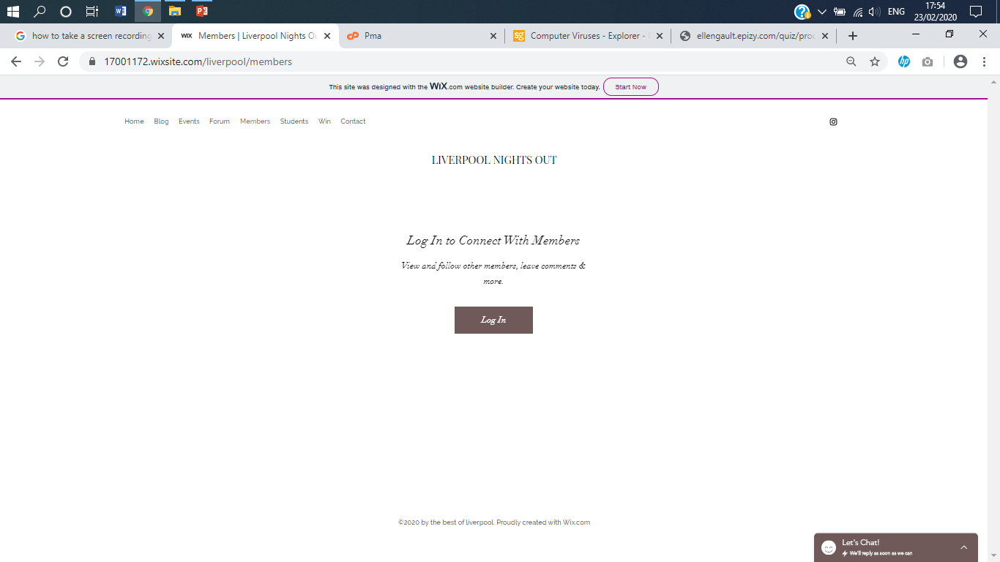 ENG
17:54
23/02/2020
how to take a screen recording
WIX Members | Liverpool Nights Ou
cP Pma
sg Computer Viruses - Explorer -
ellengault.epizy.com/quiz/proc
17001172.wixsite.com/liverpool/members
This site was designed with the WiX.com website builder. Create your website today. Start Now
Home Blog Events Forum Members Students Win Contact
LIVERPOOL NIGHTS OUT
Log In to Connect With Members
View and follow other members, leave comments &
more.
Log In
©2020 by the best of liverpool. Proudly created with Wix.com
Let's Chat!
We'll reply as soon as we can